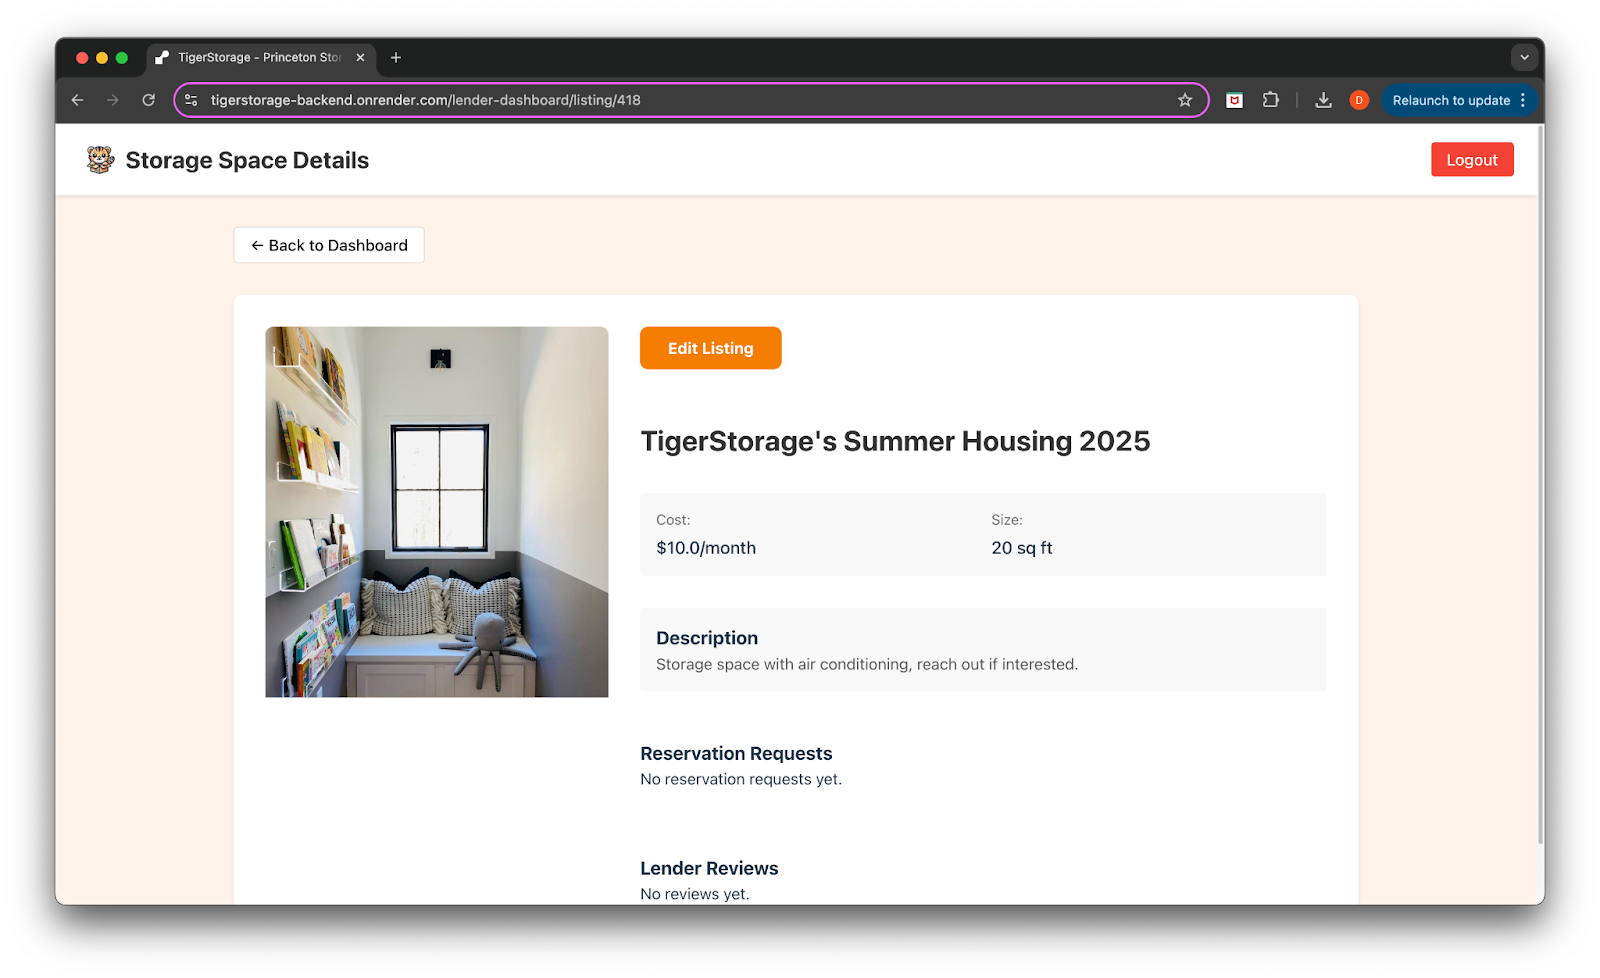 TigerStorage - Princeton Stor
tigerstorage-backend.onrender.com/lender-dashboard/listing/418
D
Relaunch to update
Storage Space Details
Logout
← Back to Dashboard
Edit Listing
TigerStorage's Summer Housing 2025
Cost:
$10.0/month
Size:
20 sq ft
Description
Storage space with air conditioning, reach out if interested.
Reservation Requests
No reservation requests yet.
Lender Reviews
No reviews yet.